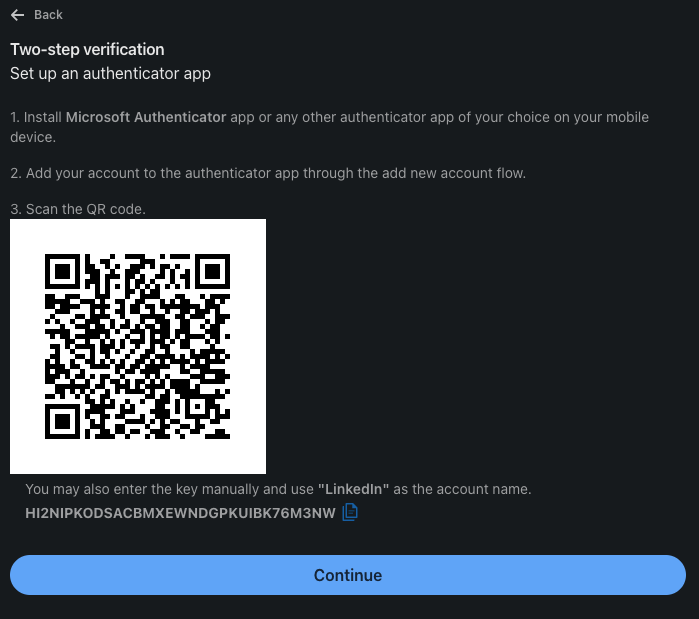 Back
Two-step verification
Set up an authenticator app
1. Install Microsoft Authenticator app or any other authenticator app of your choice on your mobile
device.
2. Add your account to the authenticator app through the add new account flow.
3. Scan the QR code.
You may also enter the key manually and use "LinkedIn" as the account name.
HI2NIPKODSACBMXEWNDGPKUIBK76M3NW
Continue